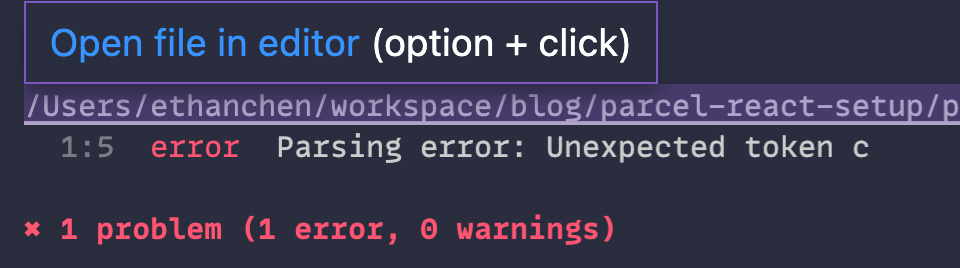 Open file in editor (option + click)
/Users/ethanchen/workspace/blog/parcel-react-setup/p
1:5 error Parsing error: Unexpected token c
✖ 1 problem (1 error, 0 warnings)